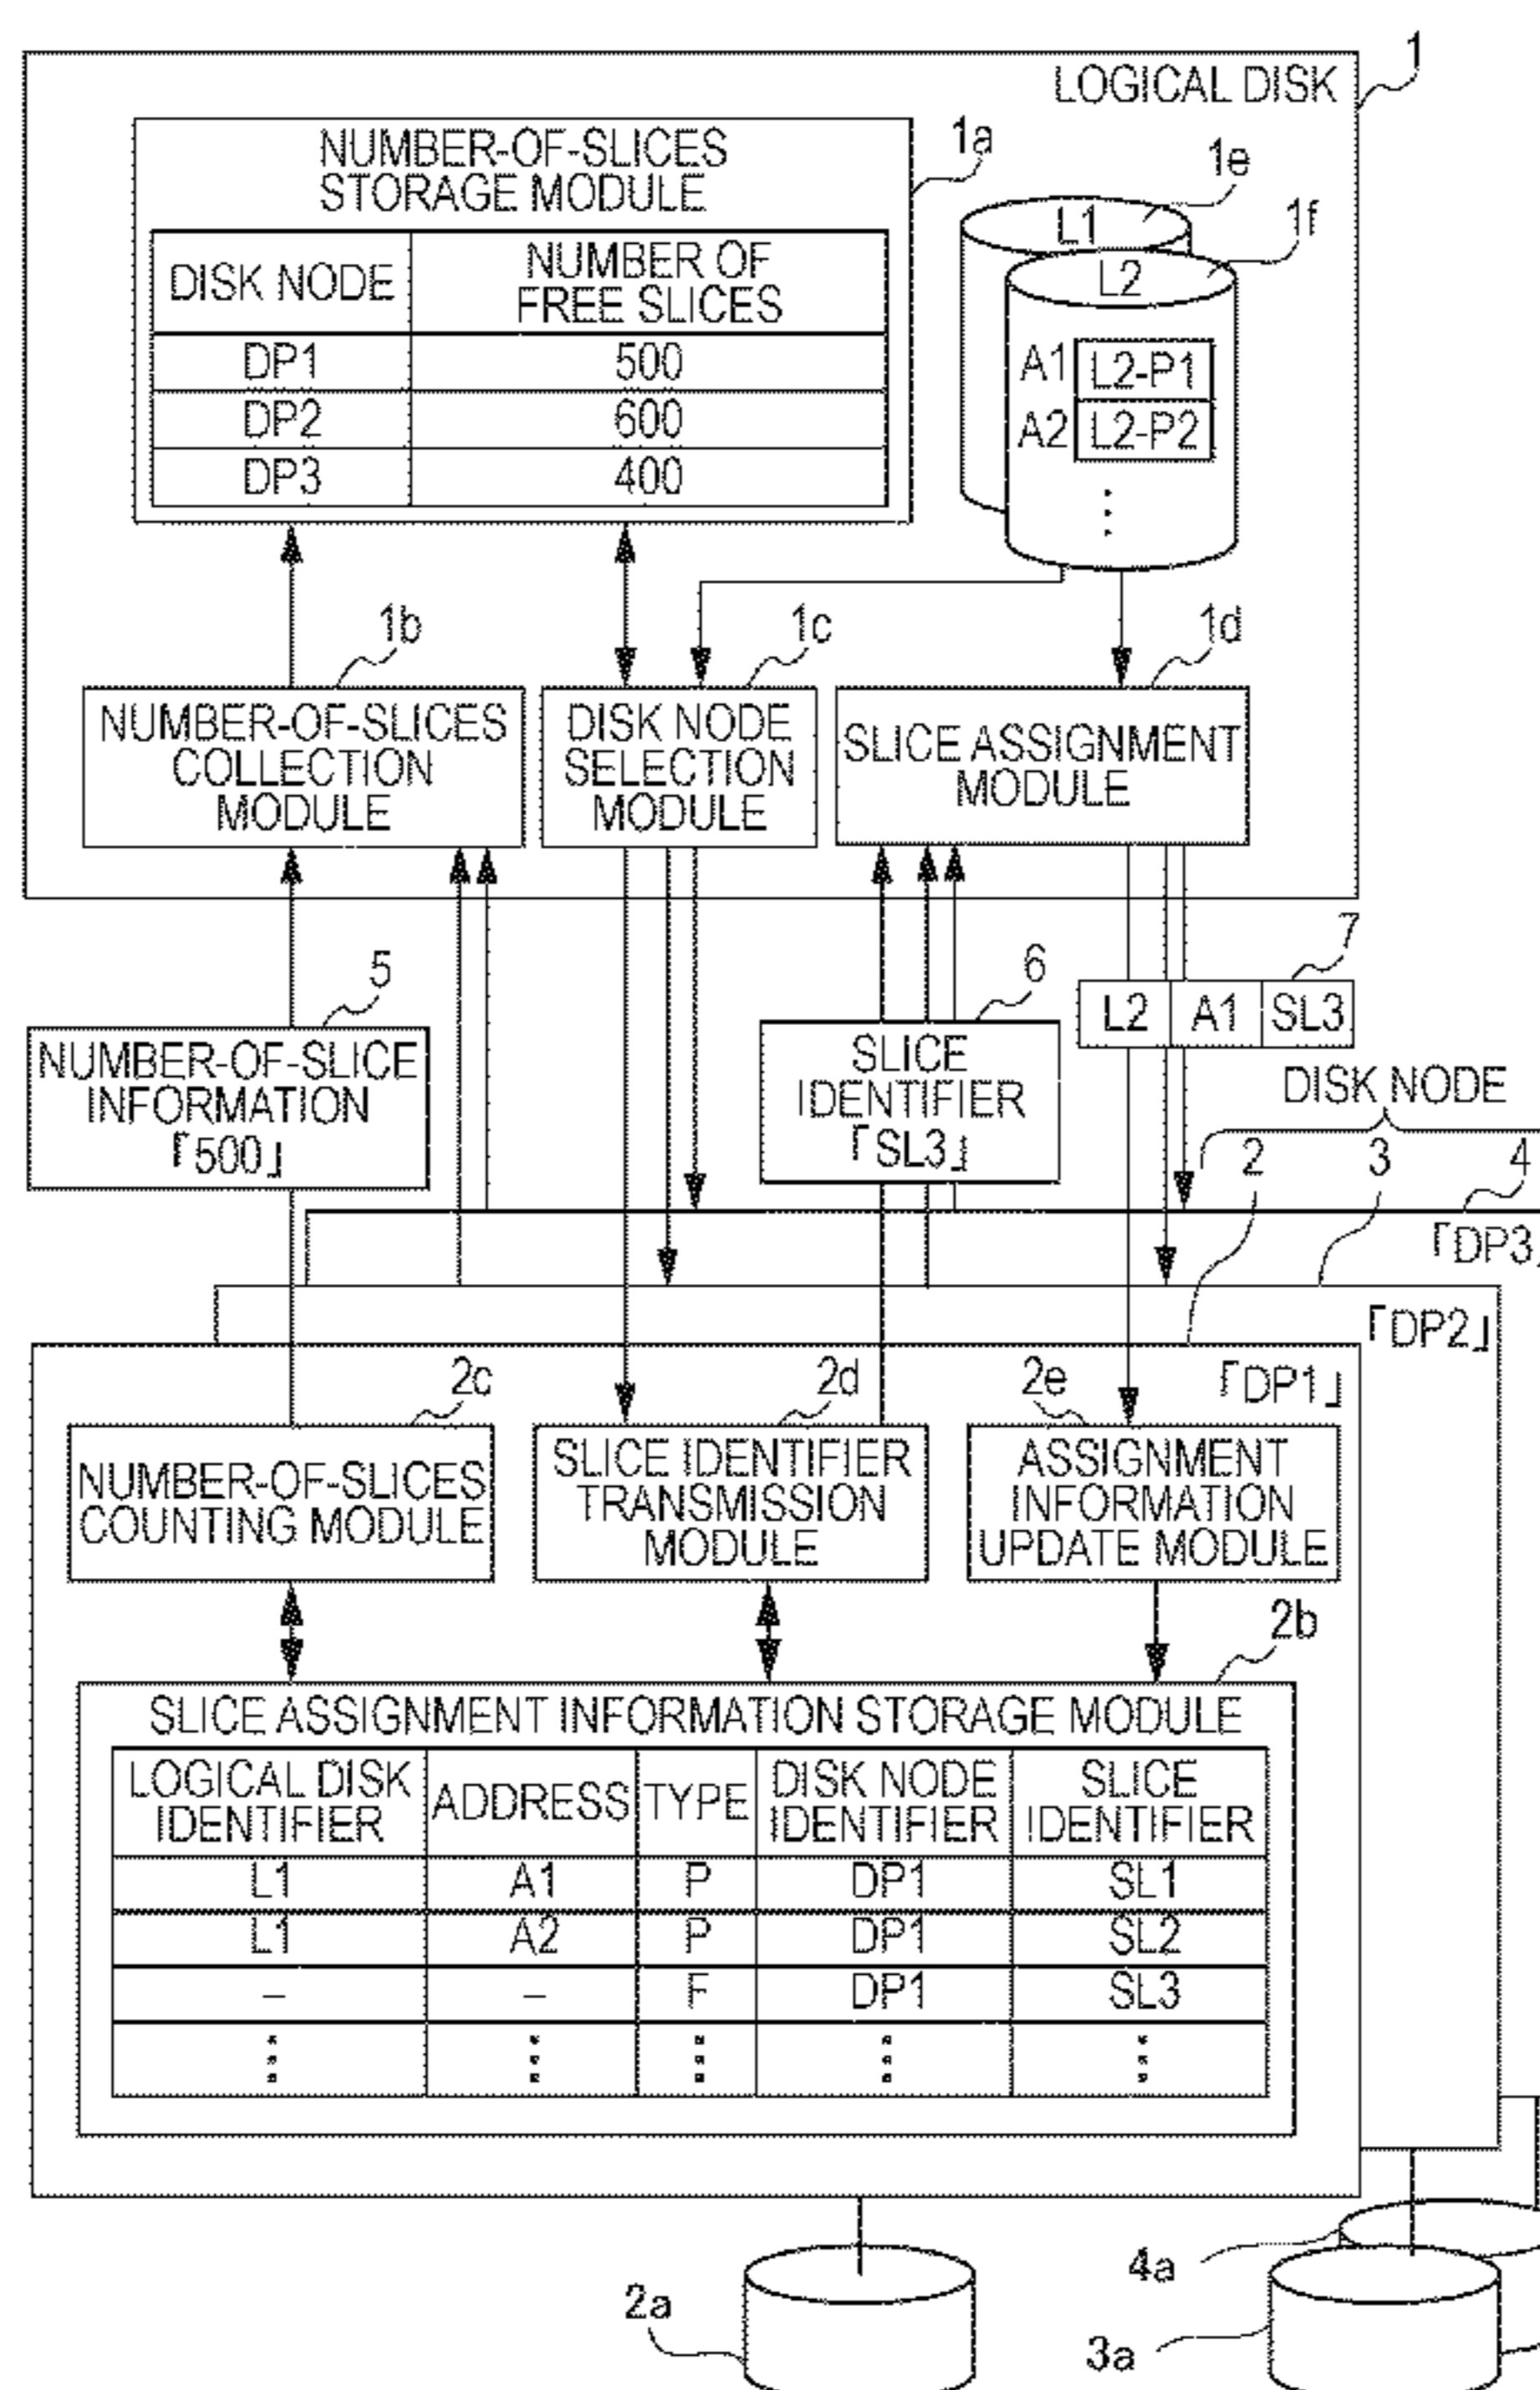 1
LOGICAL DISK
NUMBER-OF-SLICES
STORAGE MODULE
1a
1e
1f
DISK NODE
NUMBER OF
FREE SLICES
DP1 500
DP2 600
DP3 400
L1
L2
A1 L2-P1
A2 L2-P2
1b
1c
1d
NUMBER-OF-SLICES
COLLECTION
MODULE
DISK NODE
SELECTION
MODULE
SLICE ASSIGNMENT
MODULE
5
NUMBER-OF-SLICE
INFORMATION
「500」
6
SLICE
IDENTIFIER
「SL3」
7
L2 A1 SL3
DISK NODE
2 3 4
「DP3」
「DP2」
「DP1」
2c
2d
2e
NUMBER-OF-SLICES
COUNTING MODULE
SLICE IDENTIFIER
TRANSMISSION
MODULE
ASSIGNMENT
INFORMATION
UPDATE MODULE
2b
SLICE ASSIGNMENT INFORMATION STORAGE MODULE
LOGICAL DISK
IDENTIFIER
ADDRESS
TYPE
DISK NODE
IDENTIFIER
SLICE
IDENTIFIER
L1 A1 P DP1 SL1
L1 A2 P DP1 SL2
– – F DP1 SL3
2a
4a
3a